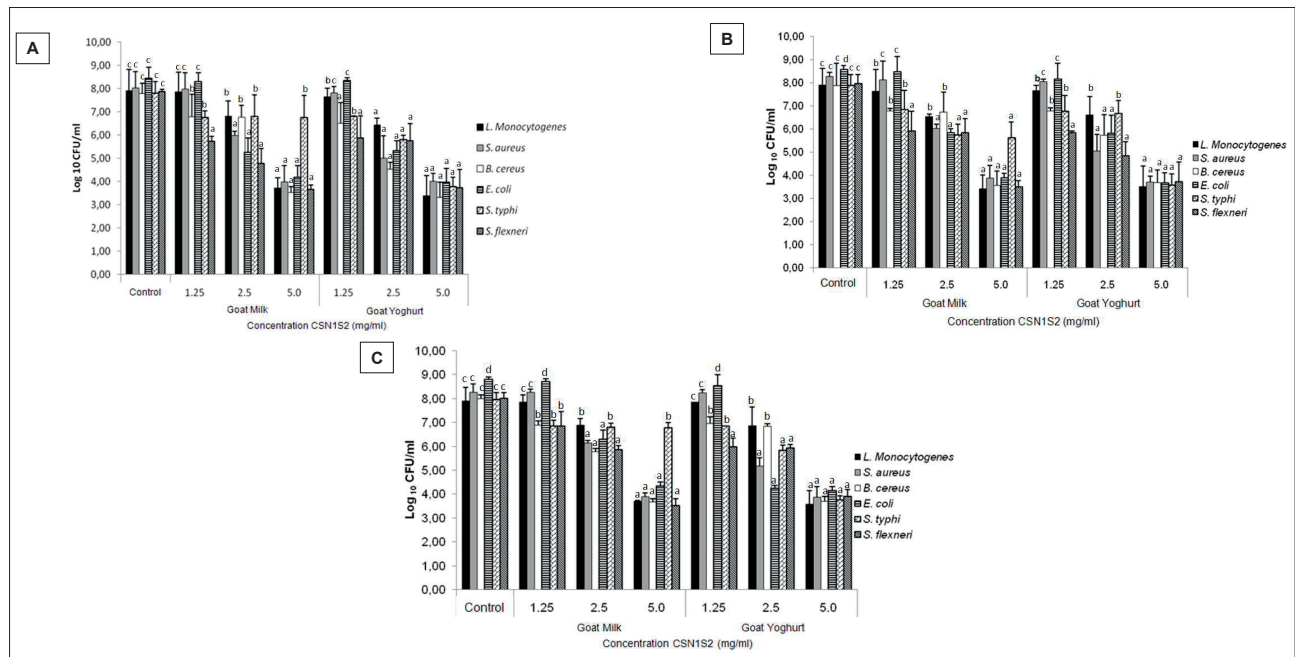 A
10,00
9,00
8,00
7,00
6,00
5,00
4,00
3,00
2,00
1,00
0,00
Log 10 CFU/ml
c c c c c c
c c b c b a
b a b a b a
a a a a b a
b c b c b a
a a a a a a
a a a a a a
Control 1.25 2.5 5.0 1.25 2.5 5.0
Goat Milk Goat Yoghurt
Concentration CSN1S2 (mg/ml)
L. Monocytogenes
S. aureus
B. cereus
E. coli
S. typhi
S. flexneri
B
10,00
9,00
8,00
7,00
6,00
5,00
4,00
3,00
2,00
1,00
0,00
Log 10 CFU/ml
c c c d c c
b c b c b a
b a b a a a
a a a a b a
b c b c b a
b a a a b a
a a a a a a
Control 1.25 2.5 5.0 1.25 2.5 5.0
Goat Milk Goat Yoghurt
Concentration CSN1S2 (mg/ml)
L. Monocytogenes
S. aureus
B. cereus
E. coli
S. typhi
S. flexneri
C
10,00
9,00
8,00
7,00
6,00
5,00
4,00
3,00
2,00
1,00
0,00
Log 10 CFU/ml
c c c d c c
c c b d b b
b a a a b a
a a a a b a
c c b d b a
b a b a a a
a a a a a a
Control 1.25 2.5 5.0 1.25 2.5 5.0
Goat Milk Goat Yoghurt
Concentration CSN1S2 (mg/ml)
L. Monocytogenes
S. aureus
B. cereus
E. coli
S. typhi
S. flexneri